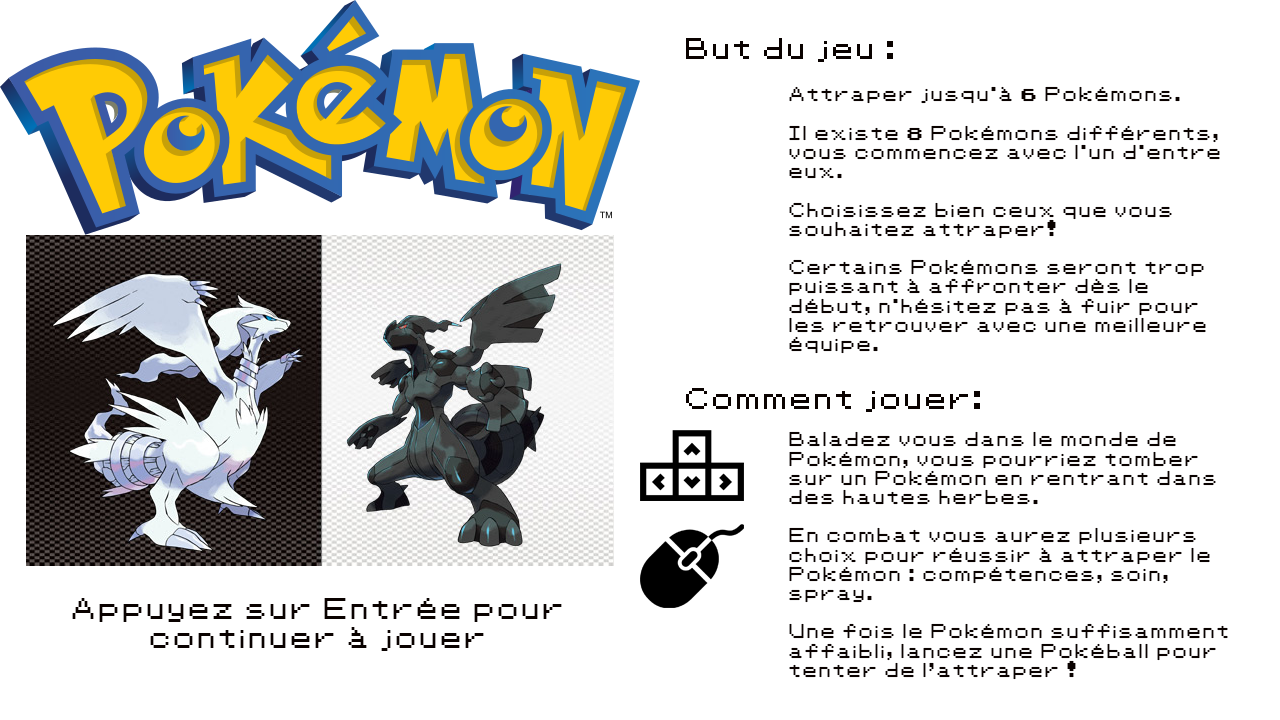 Pokémon
TM
Appuyez sur Entrée pour
continuer à jouer
But du jeu :
Attraper jusqu'à 6 Pokémons.
Il existe 8 Pokémons différents,
vous commencez avec l'un d'entre
eux.
Choisissez bien ceux que vous
souhaitez attraper!
Certains Pokémons seront trop
puissant à affronter dès le
début, n'hésitez pas à fuir pour
les retrouver avec une meilleure
équipe.
Comment jouer:
Baladez vous dans le monde de
Pokémon, vous pourriez tomber
sur un Pokémon en rentrant dans
des hautes herbes.
En combat vous aurez plusieurs
choix pour réussir à attraper le
Pokémon : compétences, soin,
spray.
Une fois le Pokémon suffisamment
affaibli, lancez une Pokéball pour
tenter de l’attraper !